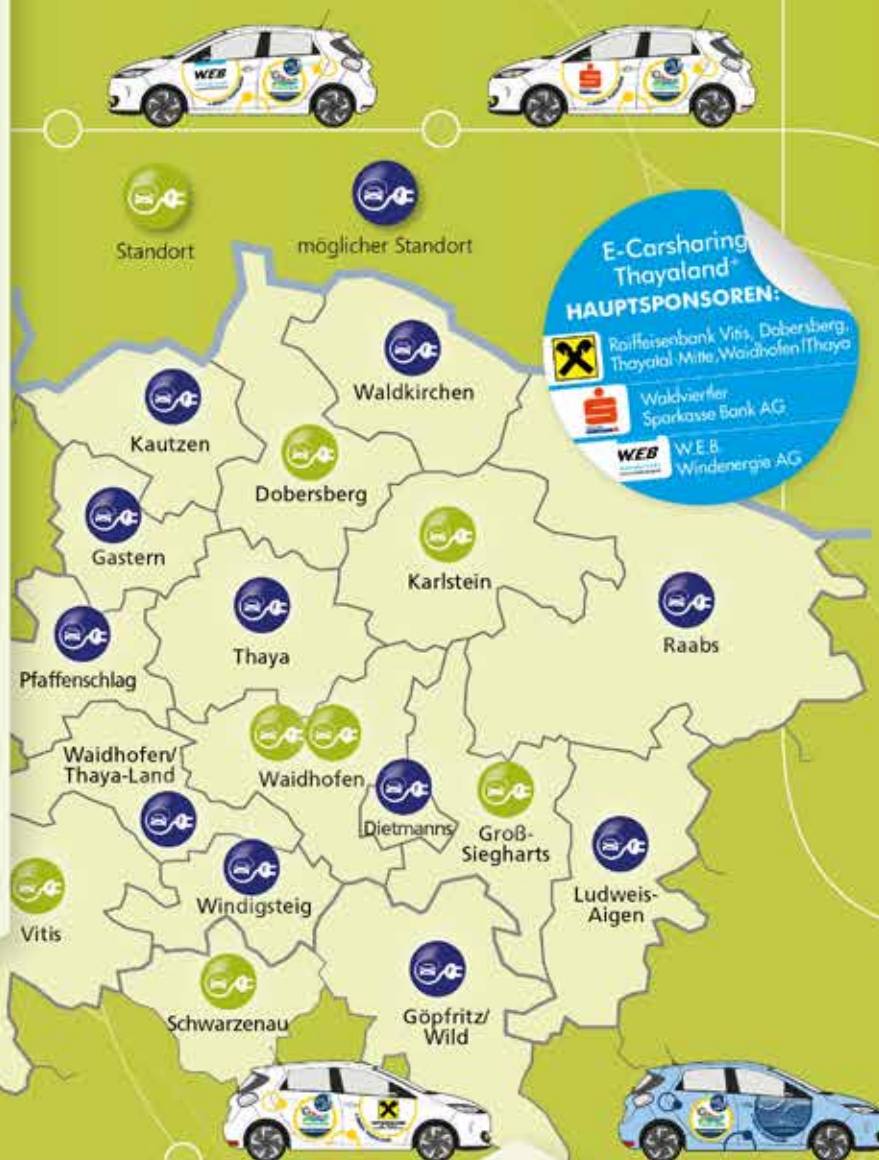 W.E.B
S
Standort
möglicher Standort
E-Carsharing
Thayaland+
HAUPTSPONSOREN:
Raiffeisenbank Vitis, Dobersberg,
Thayatal-Mitte, Waidhofen/Thaya
Waldviertler
Sparkasse Bank AG
W.E.B
W.E.B.
Windenergie AG
Waldkirchen
Kautzen
Dobersberg
Gastern
Karlstein
Thaya
Raabs
Pfaffenschlag
Waidhofen/
Thaya-Land
Waidhofen
Dietmanns
Groß-
Siegharts
Ludweis-
Aigen
Windigsteig
Vitis
Schwarzenau
Göpfritz/
Wild